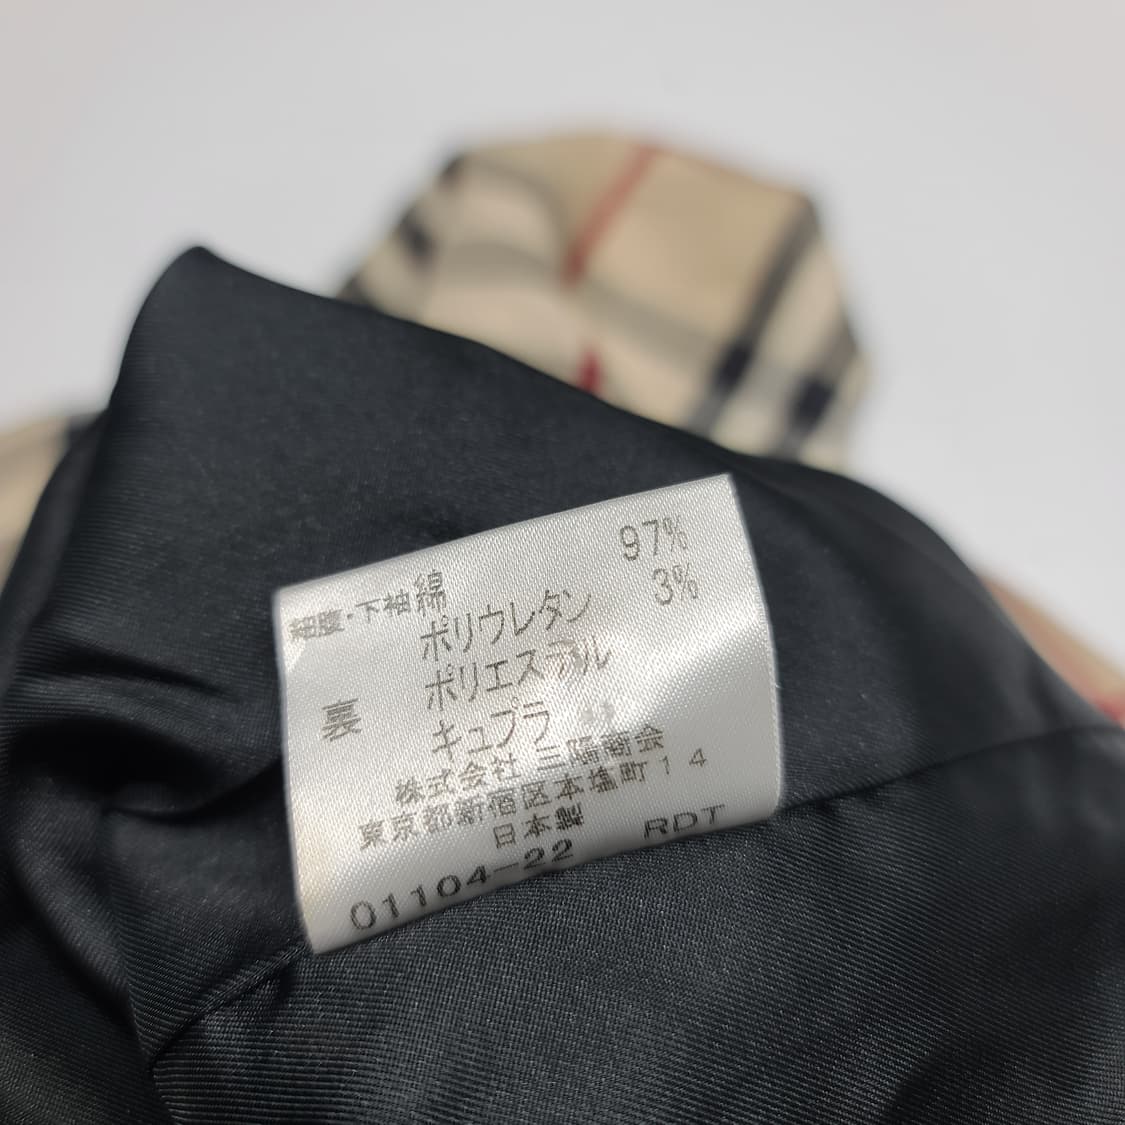 細腹・下袖 綿 97%
ポリウレタン 3%
ポリエステル
裏 キュプラ
株式会社 三陽商会
東京都新宿区本塩町14
日本製
01104-22 RDT